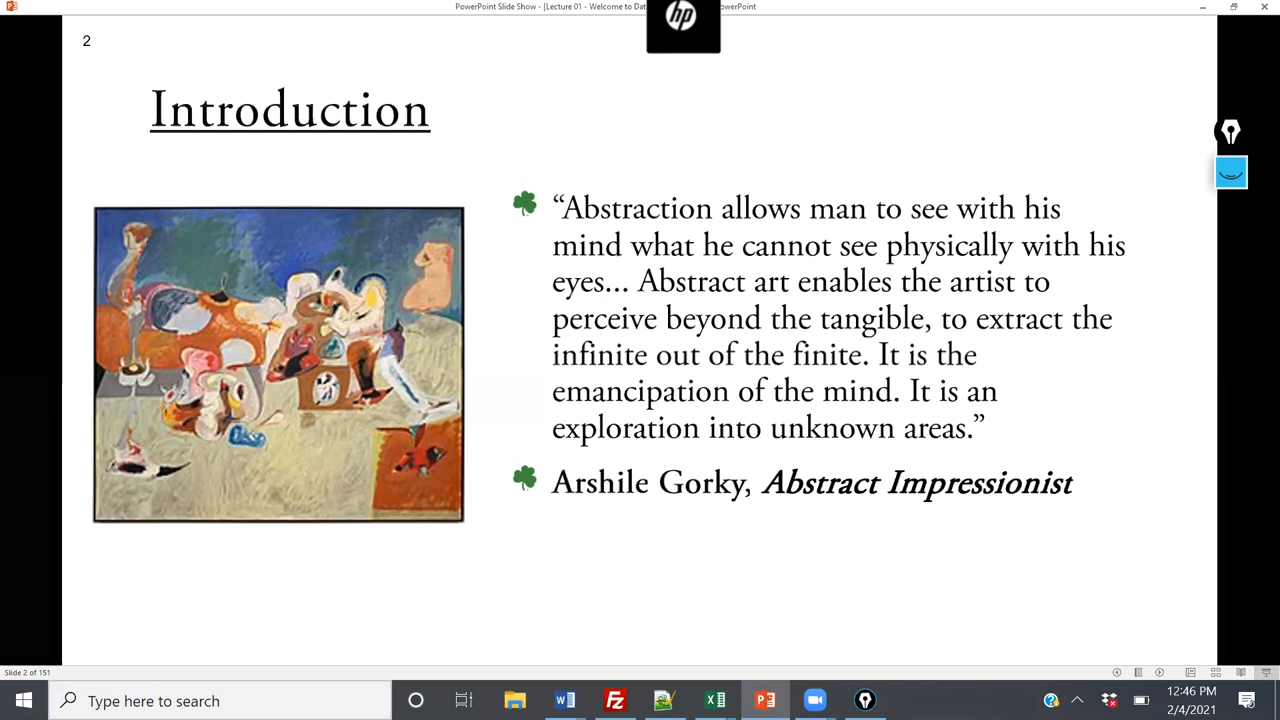 PowerPoint Slide Show - [Lecture 01 - Welcome to Dat
owerPoint
hp
2
Introduction
“Abstraction allows man to see with his
mind what he cannot see physically with his
eyes... Abstract art enables the artist to
perceive beyond the tangible, to extract the
infinite out of the finite. It is the
emancipation of the mind. It is an
exploration into unknown areas.”
Arshile Gorky, Abstract Impressionist
Slide 2 of 151
Type here to search
12:46 PM
2/4/2021